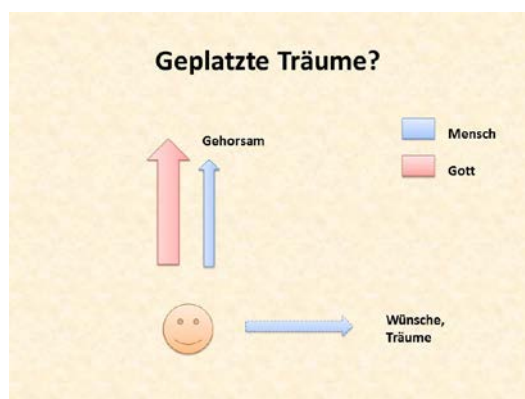 Geplatzte Träume?
Gehorsam
Mensch
Gott
Wünsche,
Träume